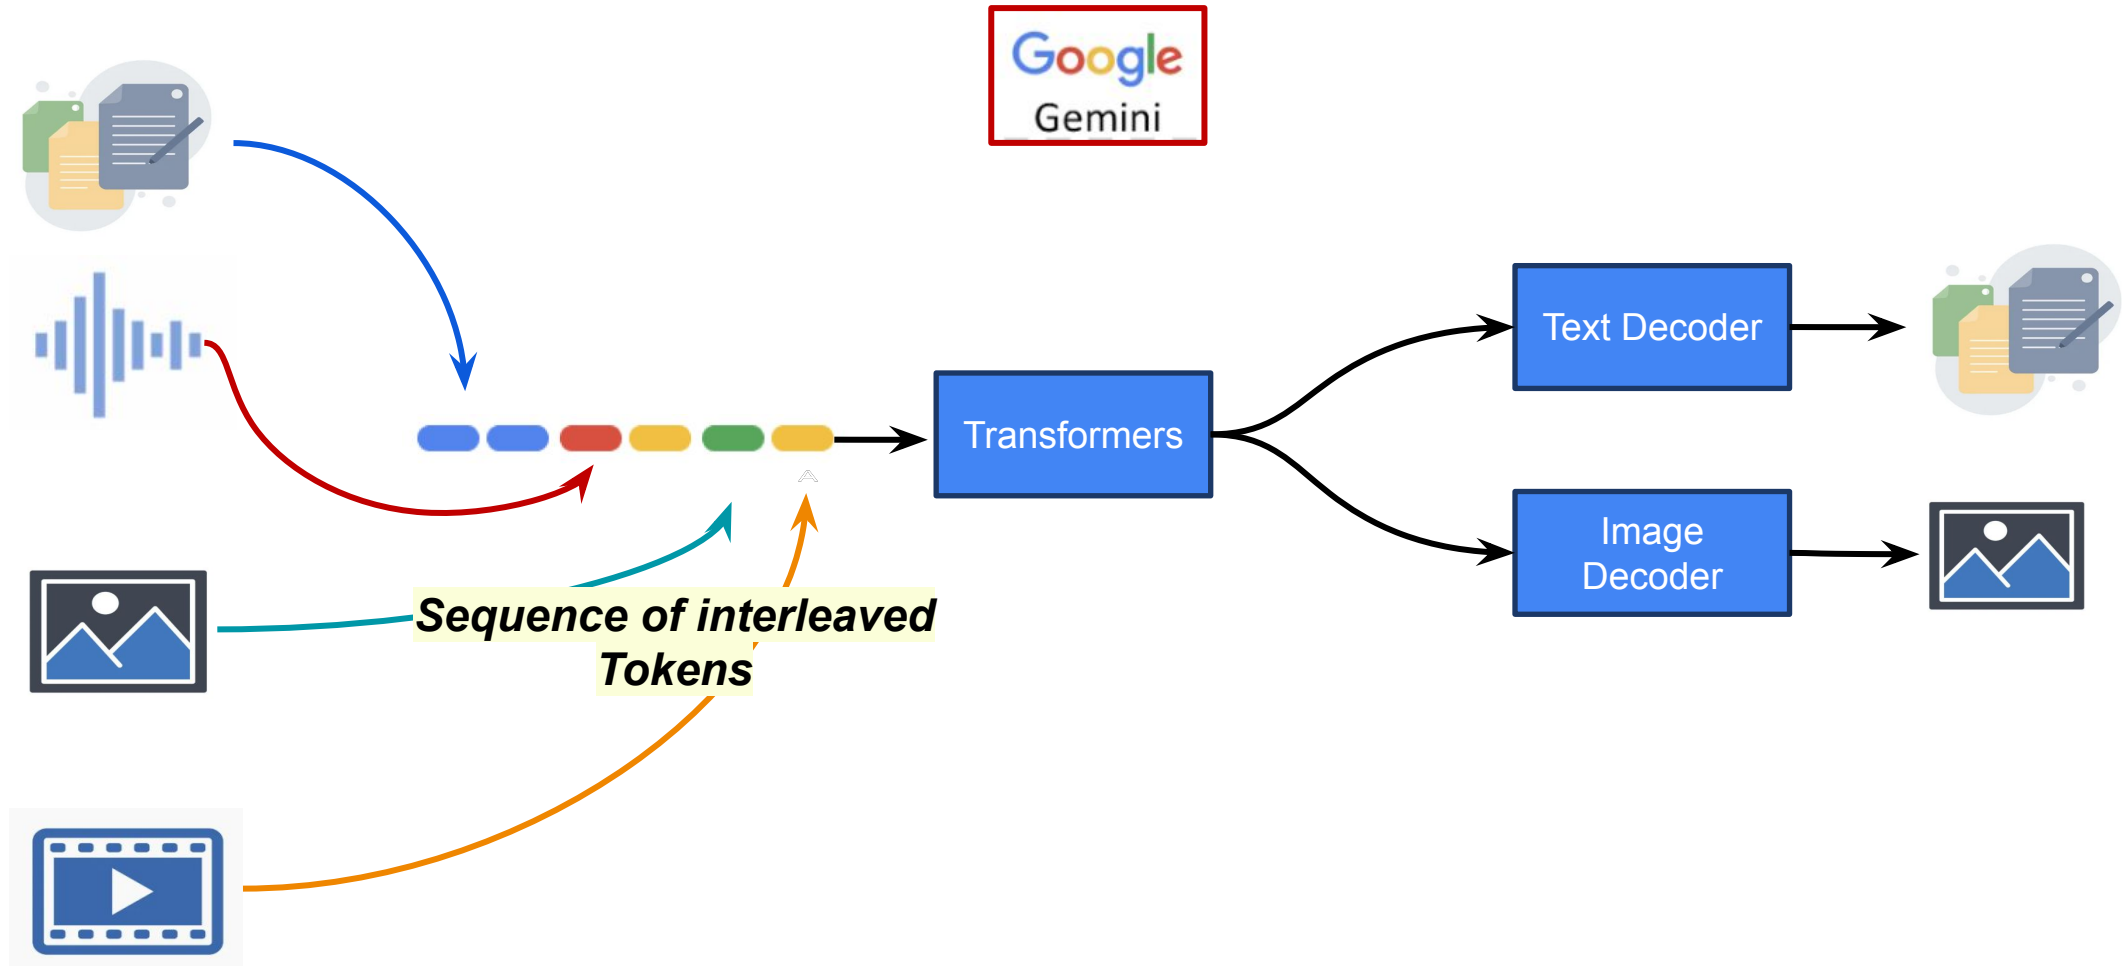 Google
Gemini
Text Decoder
Transformers
Image
Decoder
Sequence of interleaved
Tokens